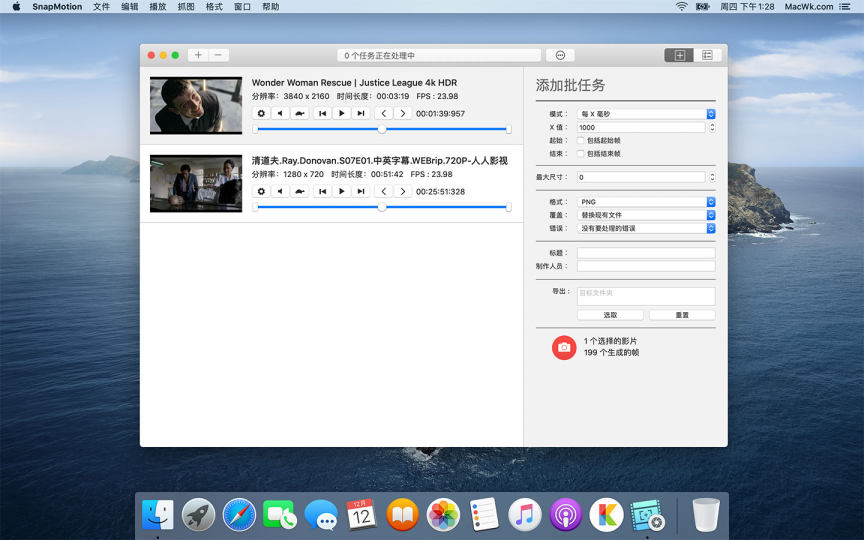 SnapMotion 文件 编辑 播放 抓图 格式 窗口 帮助 周四 下午1:28 MacWk.com
0 个任务正在处理中
Wonder Woman Rescue | Justice League 4k HDR
分辨率： 3840 x 2160 时间长度： 00:03:19 FPS : 23.98
00:01:39:957
清道夫.Ray.Donovan.S07E01.中英字幕.WEBrip.720P-人人影视
分辨率： 1280 x 720 时间长度： 00:51:42 FPS : 23.98
00:25:51:328
添加批任务
模式： 每 X 毫秒
X 值： 1000
起始： 包括起始帧
结束： 包括结束帧
最大尺寸： 0
格式： PNG
覆盖： 替换现有文件
错误： 没有要处理的错误
标题：
制作人员：
导出： 目标文件夹
选取 重置
1 个选择的影片
199 个生成的帧
12月
12